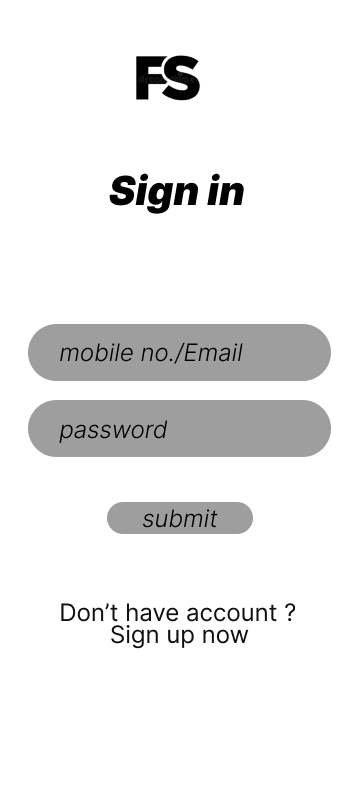 FS
Sign in
mobile no./Email
password
submit
Don’t have account ?
Sign up now